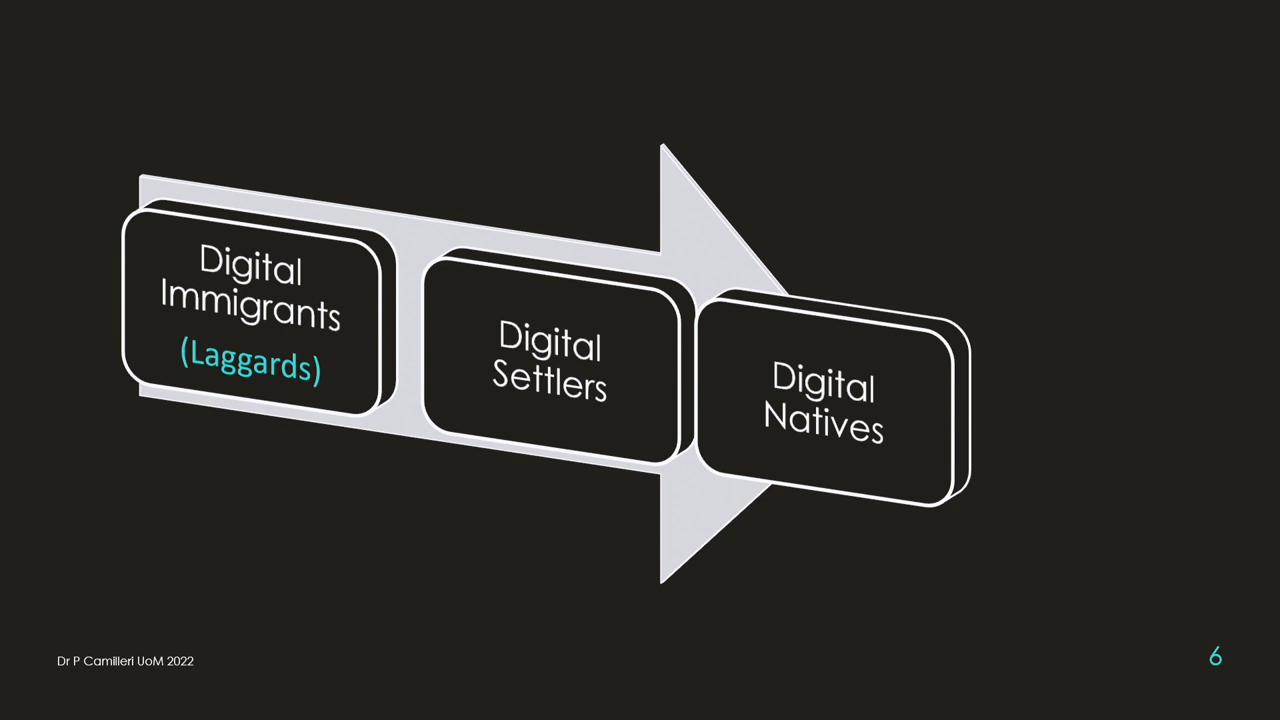 Digital
Immigrants
(Laggards)
Digital
Settlers
Digital
Natives
Dr P Camilleri UoM 2022
6